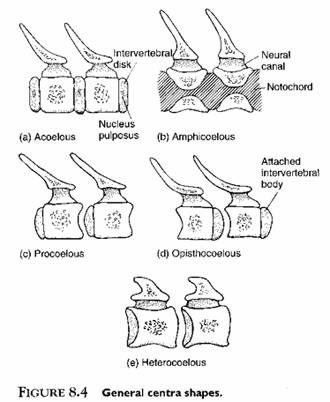 Intervertebral
disk
Neural
canal
Notochord
(a) Acoelous
Nucleus
pulposus
(b) Amphicoelous
Attached
intervertebral
body
(c) Procoelous
(d) Opisthocoelous
(e) Heterocoelous
FIGURE 8.4 General centra shapes.